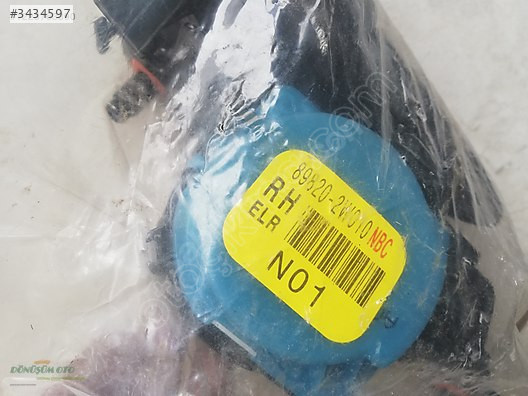 #3434597
89820-2W010 NBC
RH
ELR
N01
DÖNÜŞÜM OTO